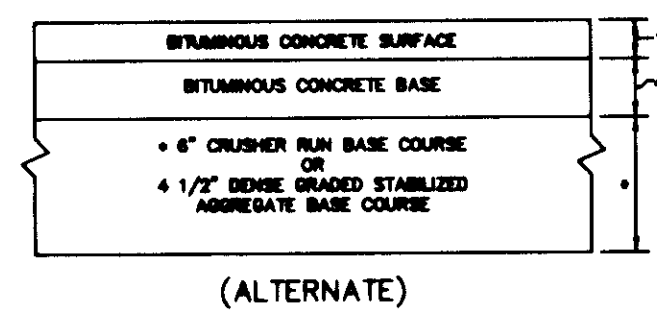 BITUMINOUS CONCRETE SURFACE
BITUMINOUS CONCRETE BASE
• 6" CRUSHER RUN BASE COURSE
OR
4 1/2" DENSE GRADED STABILIZED
AGGREGATE BASE COURSE
•
(ALTERNATE)